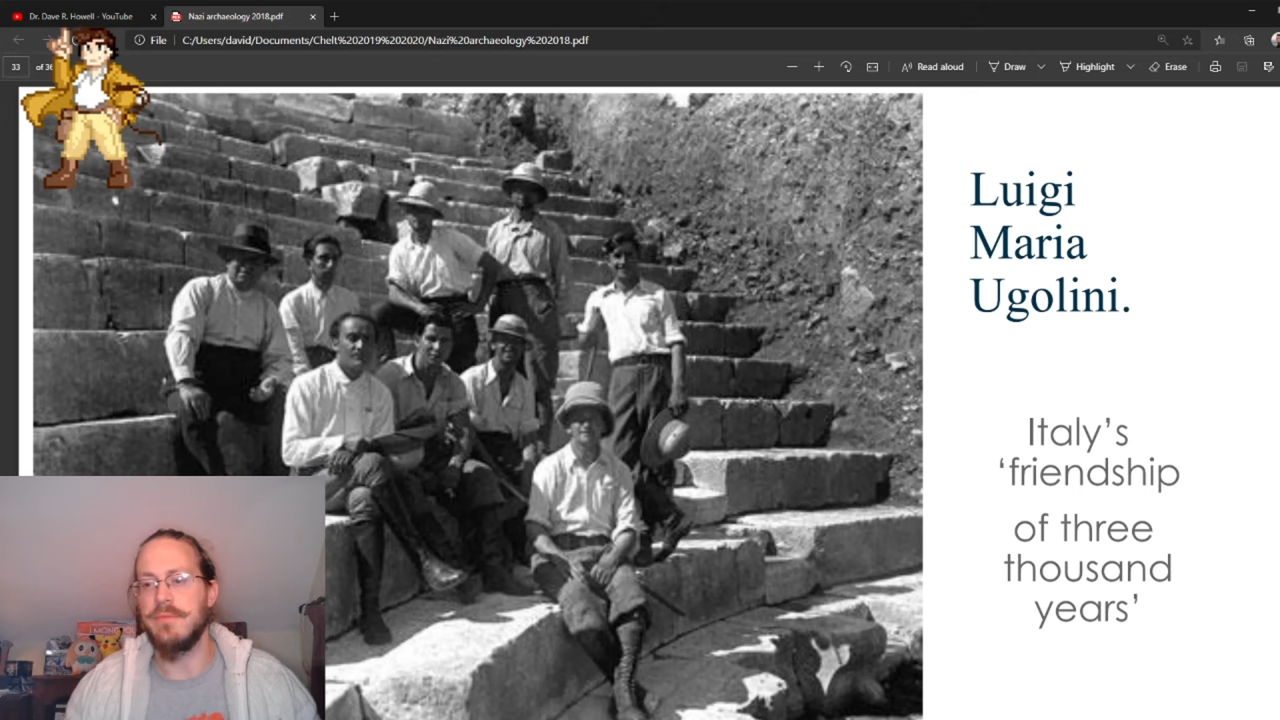 Dr. Dave R. Howell - YouTube
Nazi archaeology 2018.pdf
File
C:/Users/david/Documents/Chelt%202019%202020/Nazi%20archaeology%202018.pdf
33
Read aloud
Draw
Highlight
Erase
Luigi
Maria
Ugolini.
Italy’s
‘friendship
of three
thousand
years’